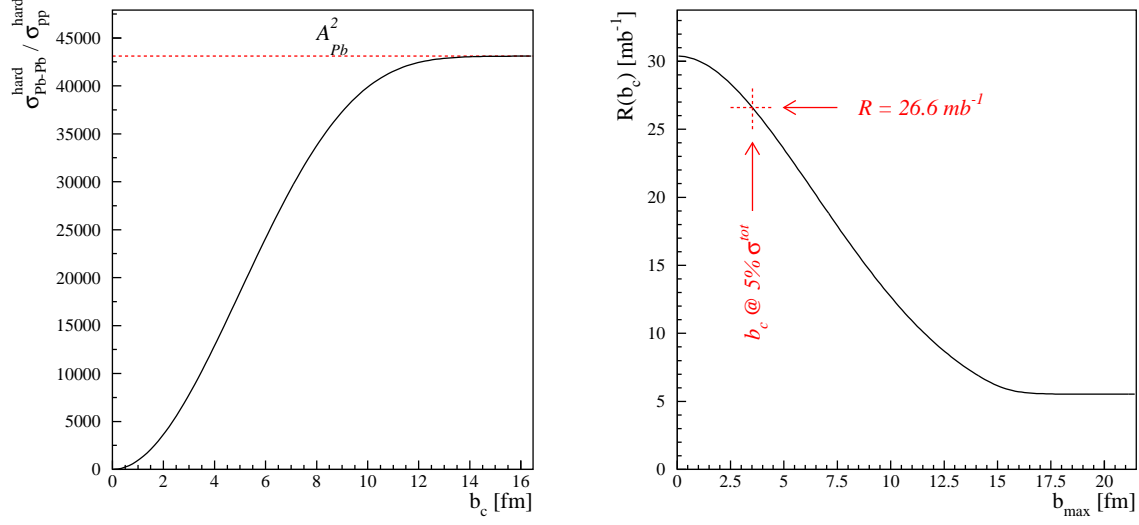 σ^hard_Pb-Pb / σ^hard_pp
45000
40000
35000
30000
25000
20000
15000
10000
5000
0
A^2_Pb
0 2 4 6 8 10 12 14 16
b_c [fm]
R(b_c) [mb^-1]
30
25
20
15
10
5
0
R = 26.6 mb^-1
b_c @ 5% σ^tot
0 2.5 5 7.5 10 12.5 15 17.5 20
b_max [fm]